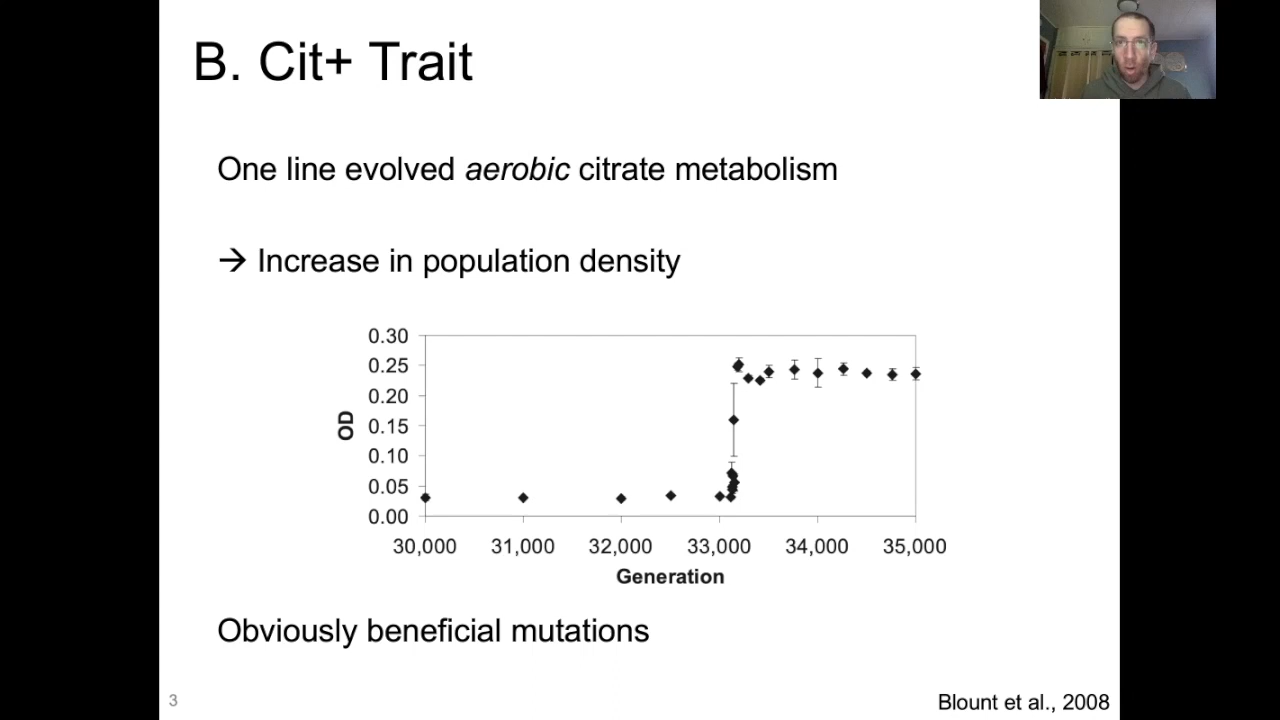 B. Cit+ Trait
One line evolved aerobic citrate metabolism
→ Increase in population density
0.30
0.25
0.20
0.15
0.10
0.05
0.00
OD
30,000 31,000 32,000 33,000 34,000 35,000
Generation
Obviously beneficial mutations
3
Blount et al., 2008